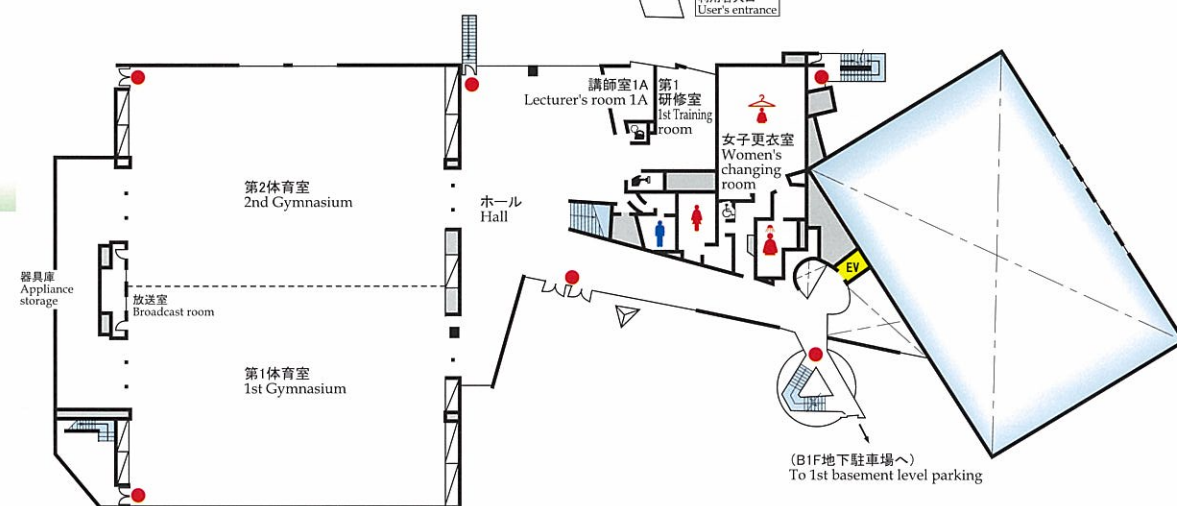 User's entrance
講師室1A
Lecturer's room 1A
第1
研修室
1st Training
room
女子更衣室
Women's
changing
room
第2体育室
2nd Gymnasium
ホール
Hall
EV
器具庫
Appliance
storage
放送室
Broadcast room
第1体育室
1st Gymnasium
(B1F地下駐車場へ)
To 1st basement level parking